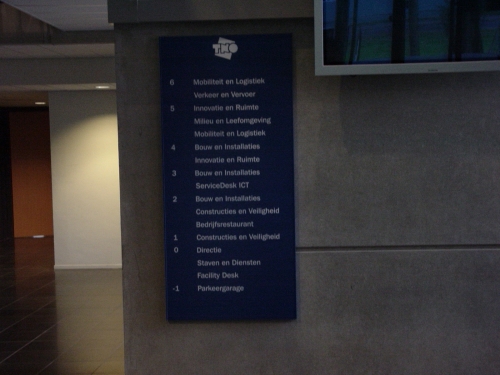 TNO
6 Mobiliteit en Logistiek
Verkeer en Vervoer
5 Innovatie en Ruimte
Milieu en Leefomgeving
Mobiliteit en Logistiek
4 Bouw en Installaties
Innovatie en Ruimte
3 Bouw en Installaties
ServiceDesk ICT
2 Bouw en Installaties
Constructies en Veiligheid
Bedrijfsrestaurant
1 Constructies en Veiligheid
0 Directie
Staven en Diensten
Facility Desk
-1 Parkeergarage